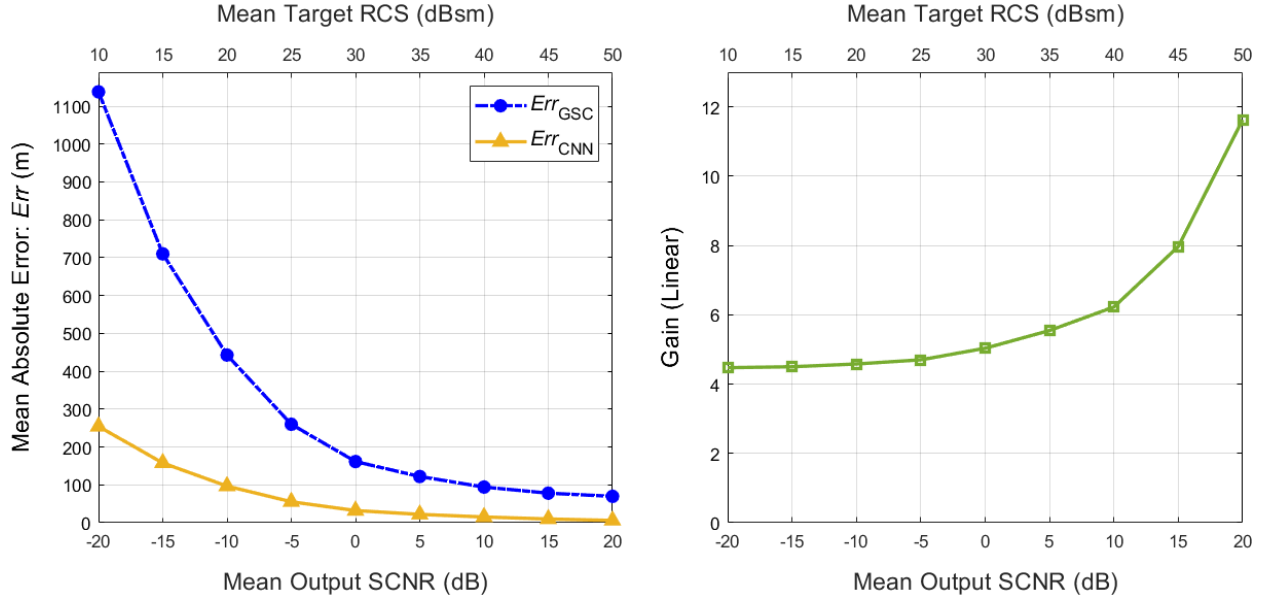 Mean Target RCS (dBsm)
10 15 20 25 30 35 40 45 50
1100
1000
900
800
700
600
500
400
300
200
100
0
Mean Absolute Error: Err (m)
Err GSC
Err CNN
-20 -15 -10 -5 0 5 10 15 20
Mean Output SCNR (dB)
Mean Target RCS (dBsm)
10 15 20 25 30 35 40 45 50
12
10
8
6
4
2
0
Gain (Linear)
-20 -15 -10 -5 0 5 10 15 20
Mean Output SCNR (dB)